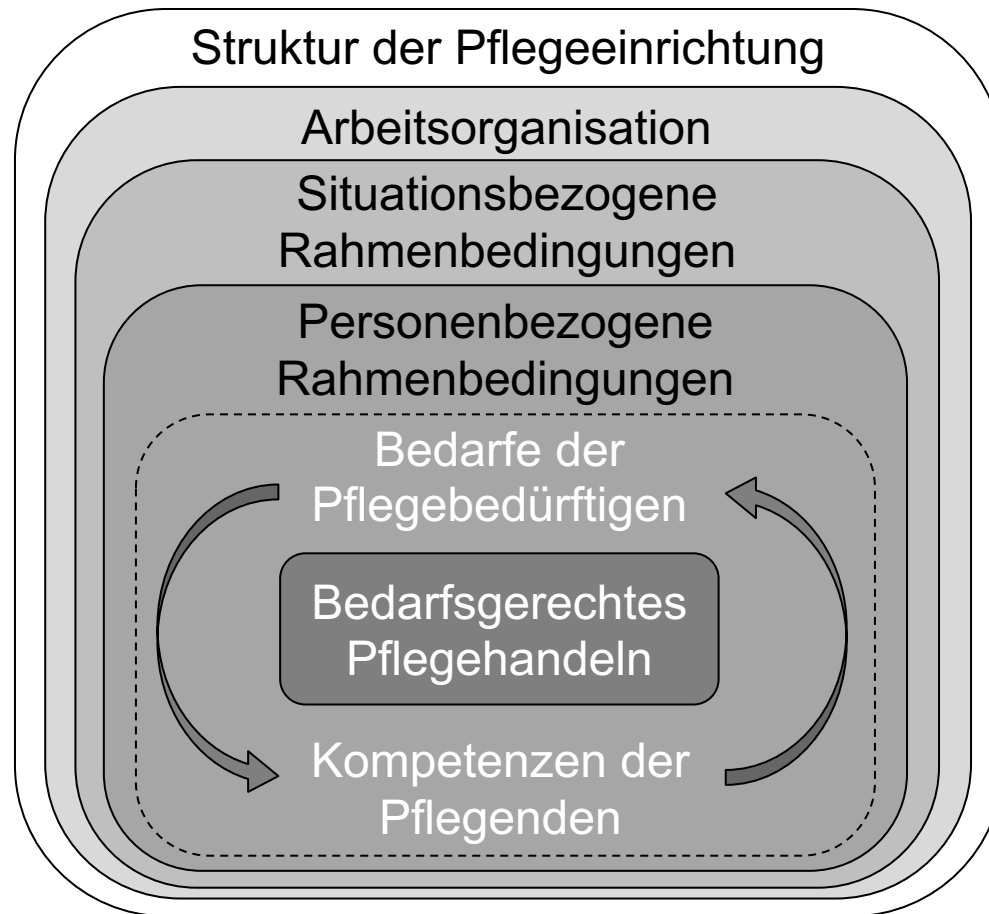 Struktur der Pflegeeinrichtung
Arbeitsorganisation
Situationsbezogene
Rahmenbedingungen
Personenbezogene
Rahmenbedingungen
Bedarfe der
Pflegebedürftigen
Bedarfsgerechtes
Pflegehandeln
Kompetenzen der
Pflegenden